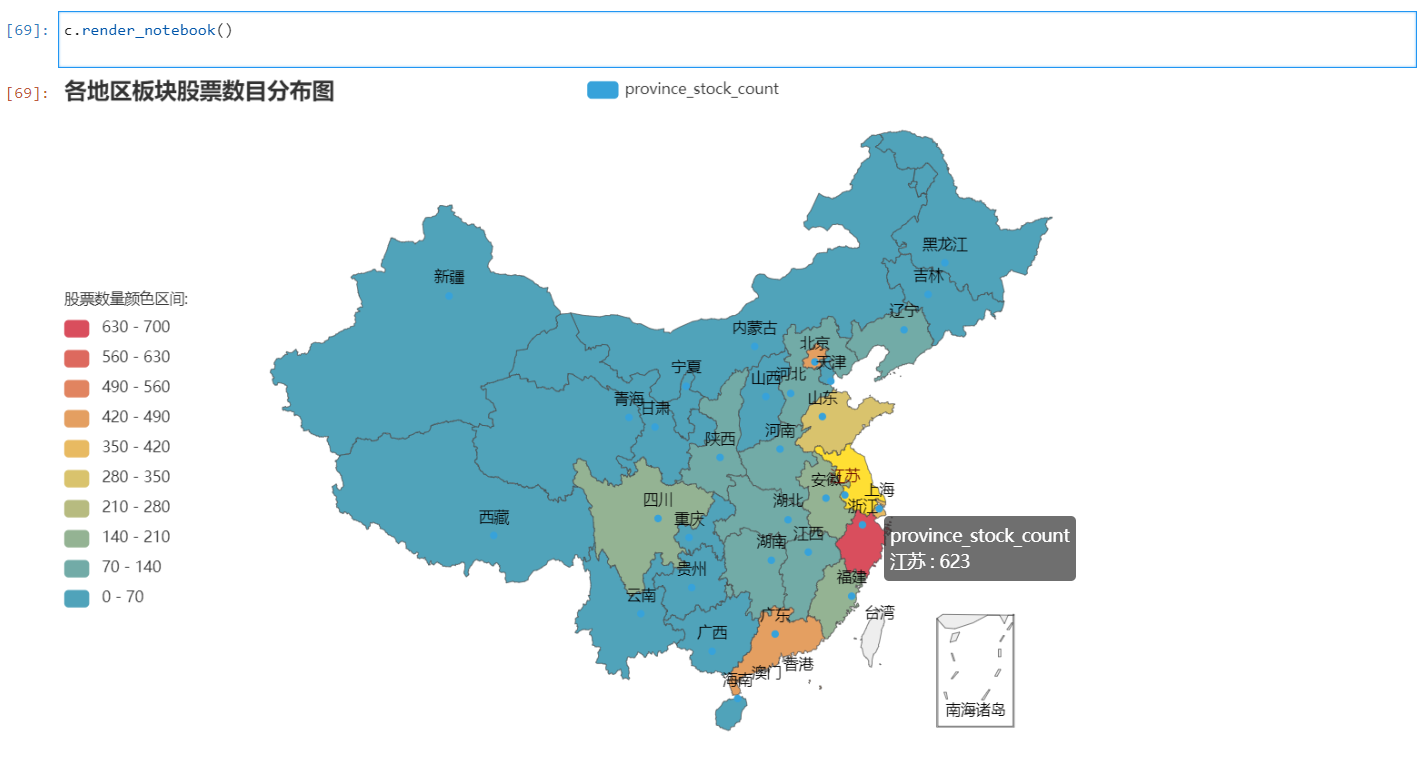 [69]: c.render_notebook()
[69]: 各地区板块股票数目分布图
province_stock_count
黑龙江
吉林
新疆
辽宁
股票数量颜色区间:
630 - 700
560 - 630
490 - 560
420 - 490
350 - 420
280 - 350
210 - 280
140 - 210
70 - 140
0 - 70
内蒙古
北京
天津
宁夏
山西
河北
青海
甘肃
山东
陕西
河南
安徽
江苏
上海
四川
湖北
浙江
西藏
重庆
湖南
江西
province_stock_count
江苏 : 623
贵州
福建
云南
广东
台湾
广西
香港
澳门
海南
南海诸岛